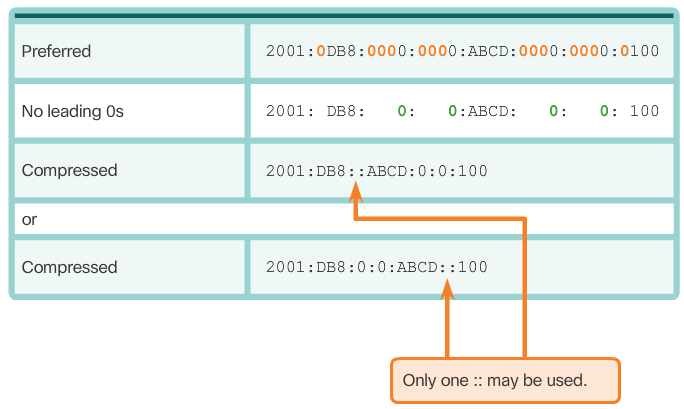 Preferred 2001:0DB8:0000:0000:ABCD:0000:0000:0100
No leading 0s 2001: DB8: 0: 0:ABCD: 0: 0: 100
Compressed 2001:DB8::ABCD:0:0:100
or
Compressed 2001:DB8:0:0:ABCD::100
Only one :: may be used.